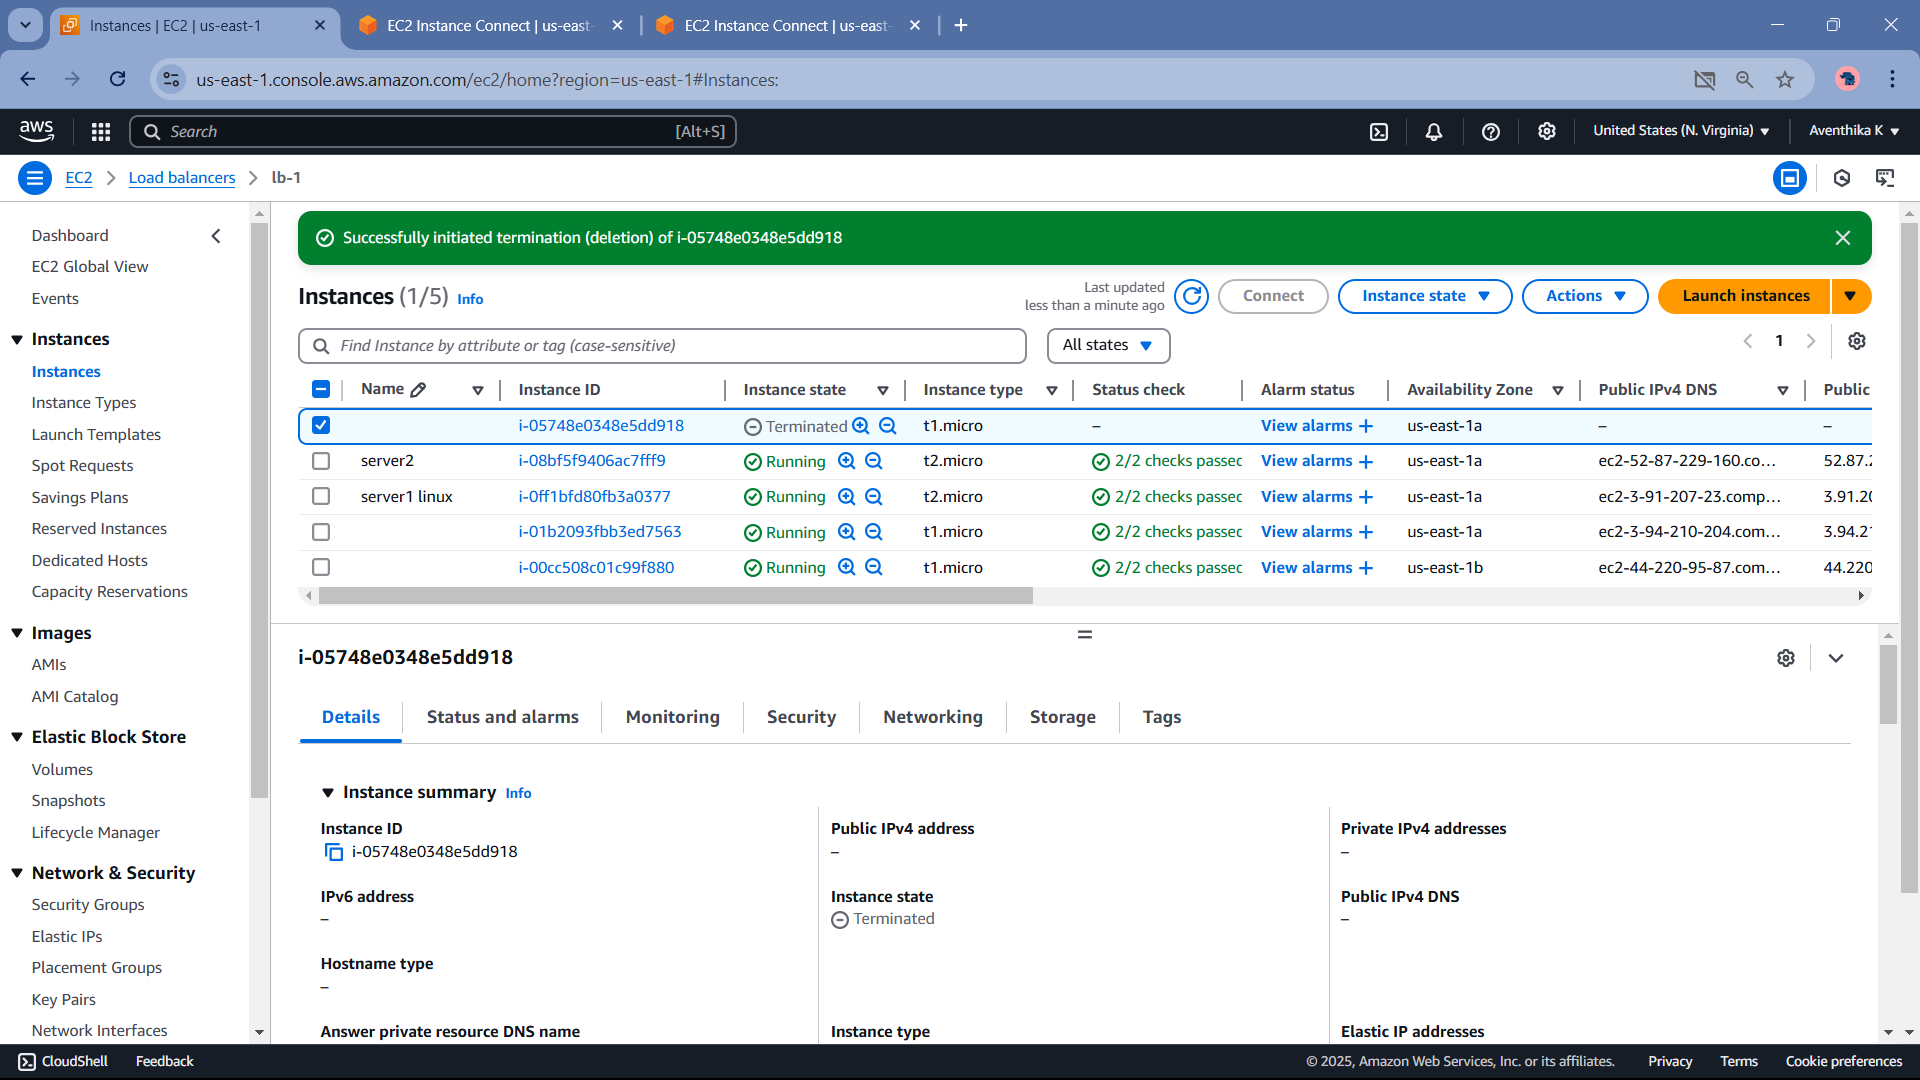 Instances | EC2 | us-east-1
EC2 Instance Connect | us-east-
EC2 Instance Connect | us-east-
us-east-1.console.aws.amazon.com/ec2/home?region=us-east-1#Instances:
aws
Search
[Alt+S]
United States (N. Virginia)
Aventhika K
EC2
Load balancers
lb-1
Dashboard
EC2 Global View
Events
Instances
Instances
Instance Types
Launch Templates
Spot Requests
Savings Plans
Reserved Instances
Dedicated Hosts
Capacity Reservations
Images
AMIs
AMI Catalog
Elastic Block Store
Volumes
Snapshots
Lifecycle Manager
Network & Security
Security Groups
Elastic IPs
Placement Groups
Key Pairs
Network Interfaces
Successfully initiated termination (deletion) of i-05748e0348e5dd918
Instances (1/5) Info
Last updated
less than a minute ago
Connect
Instance state
Actions
Launch instances
Find Instance by attribute or tag (case-sensitive)
All states
1
Name Instance ID Instance state Instance type Status check Alarm status Availability Zone Public IPv4 DNS Public
i-05748e0348e5dd918 Terminated t1.micro – View alarms + us-east-1a – –
server2 i-08bf5f9406ac7fff9 Running t2.micro 2/2 checks passec View alarms + us-east-1a ec2-52-87-229-160.co... 52.87.2
server1 linux i-0ff1bfd80fb3a0377 Running t2.micro 2/2 checks passec View alarms + us-east-1a ec2-3-91-207-23.comp... 3.91.20
i-01b2093fbb3ed7563 Running t1.micro 2/2 checks passec View alarms + us-east-1a ec2-3-94-210-204.com... 3.94.21
i-00cc508c01c99f880 Running t1.micro 2/2 checks passec View alarms + us-east-1b ec2-44-220-95-87.com... 44.220
i-05748e0348e5dd918
Details
Status and alarms
Monitoring
Security
Networking
Storage
Tags
Instance summary Info
Instance ID
i-05748e0348e5dd918
Public IPv4 address
–
Private IPv4 addresses
–
IPv6 address
–
Instance state
Terminated
Public IPv4 DNS
–
Hostname type
–
Answer private resource DNS name
Instance type
Elastic IP addresses
CloudShell
Feedback
© 2025, Amazon Web Services, Inc. or its affiliates.
Privacy
Terms
Cookie preferences